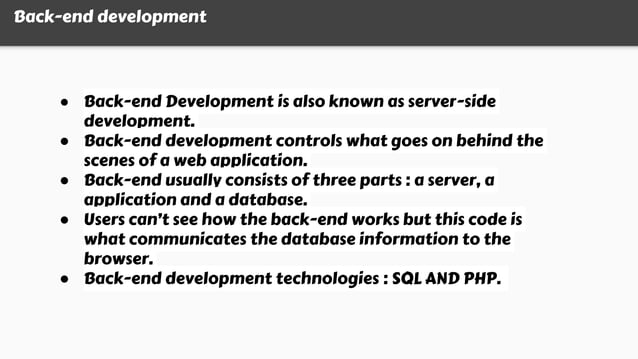 Back-end development
● Back-end Development is also known as server-side
development.
● Back-end development controls what goes on behind the
scenes of a web application.
● Back-end usually consists of three parts : a server, a
application and a database.
● Users can't see how the back-end works but this code is
what communicates the database information to the
browser.
● Back-end development technologies : SQL AND PHP.